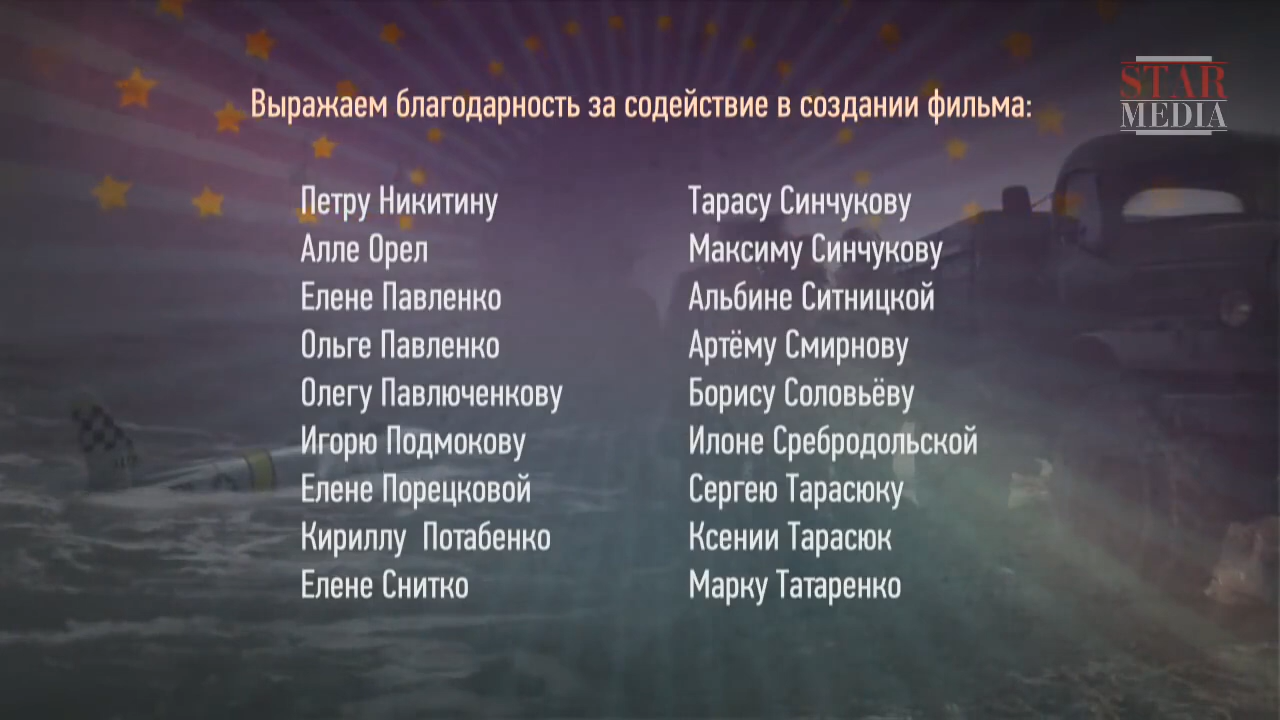 STAR
MEDIA
Выражаем благодарность за содействие в создании фильма:
Петру Никитину
Алле Орел
Елене Павленко
Ольге Павленко
Олегу Павлюченкову
Игорю Подмокову
Елене Порецковой
Кириллу Потабенко
Елене Снитко
Тарасу Синчукову
Максиму Синчукову
Альбине Ситницкой
Артёму Смирнову
Борису Соловьёву
Илоне Сребродольской
Сергею Тарасюку
Ксении Тарасюк
Марку Татаренко